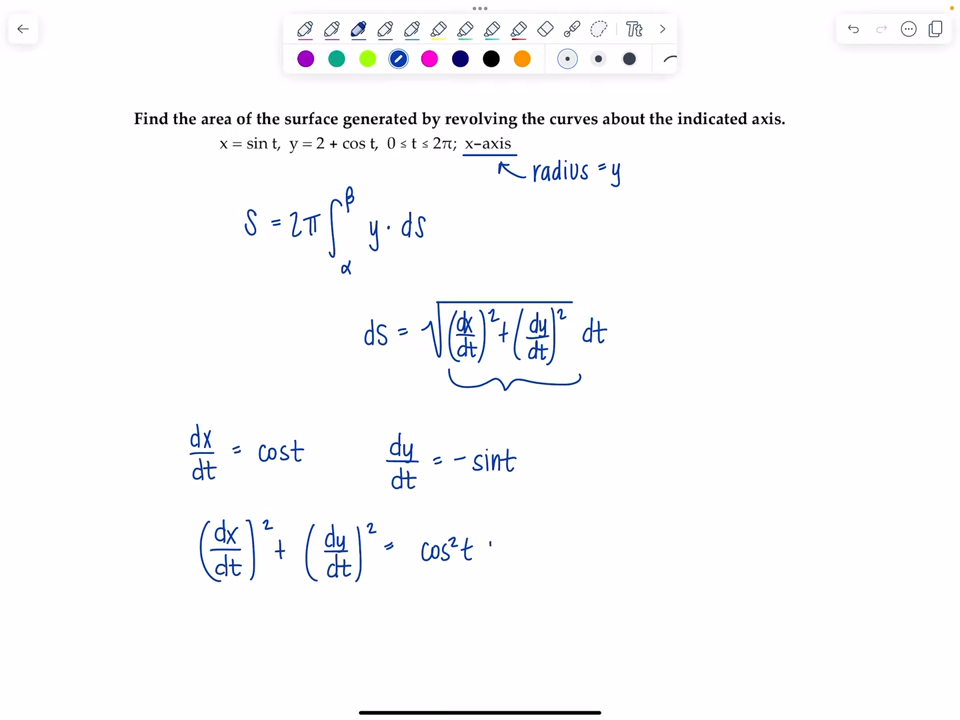 Tt
Find the area of the surface generated by revolving the curves about the indicated axis.
x = sin t, y = 2 + cos t, 0 ≤ t ≤ 2π; x-axis
radius = y
S = 2π ∫_α^β y · ds
ds = √((dx/dt)² + (dy/dt)²) dt
dx/dt = cost dy/dt = - sint
(dx/dt)² + (dy/dt)² = cos²t